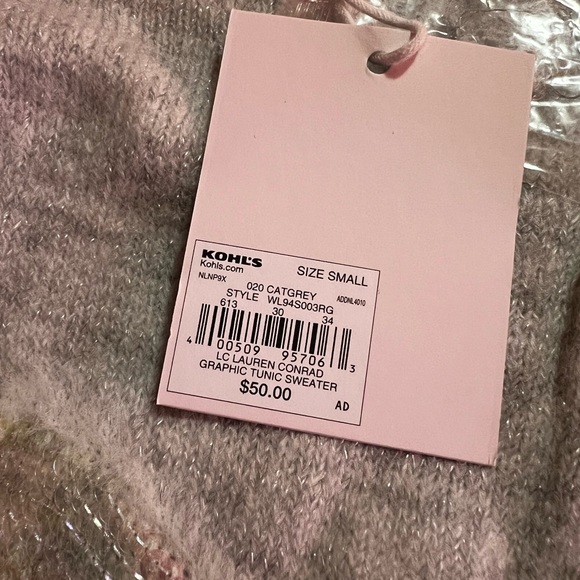 KOHL'S
Kohls.com
SIZE SMALL
NLNP9X
020 CATGREY
ADDNL4010
STYLE WL94S003RG
613 30 34
4 00509 95706 3
LC LAUREN CONRAD
GRAPHIC TUNIC SWEATER
$50.00
AD